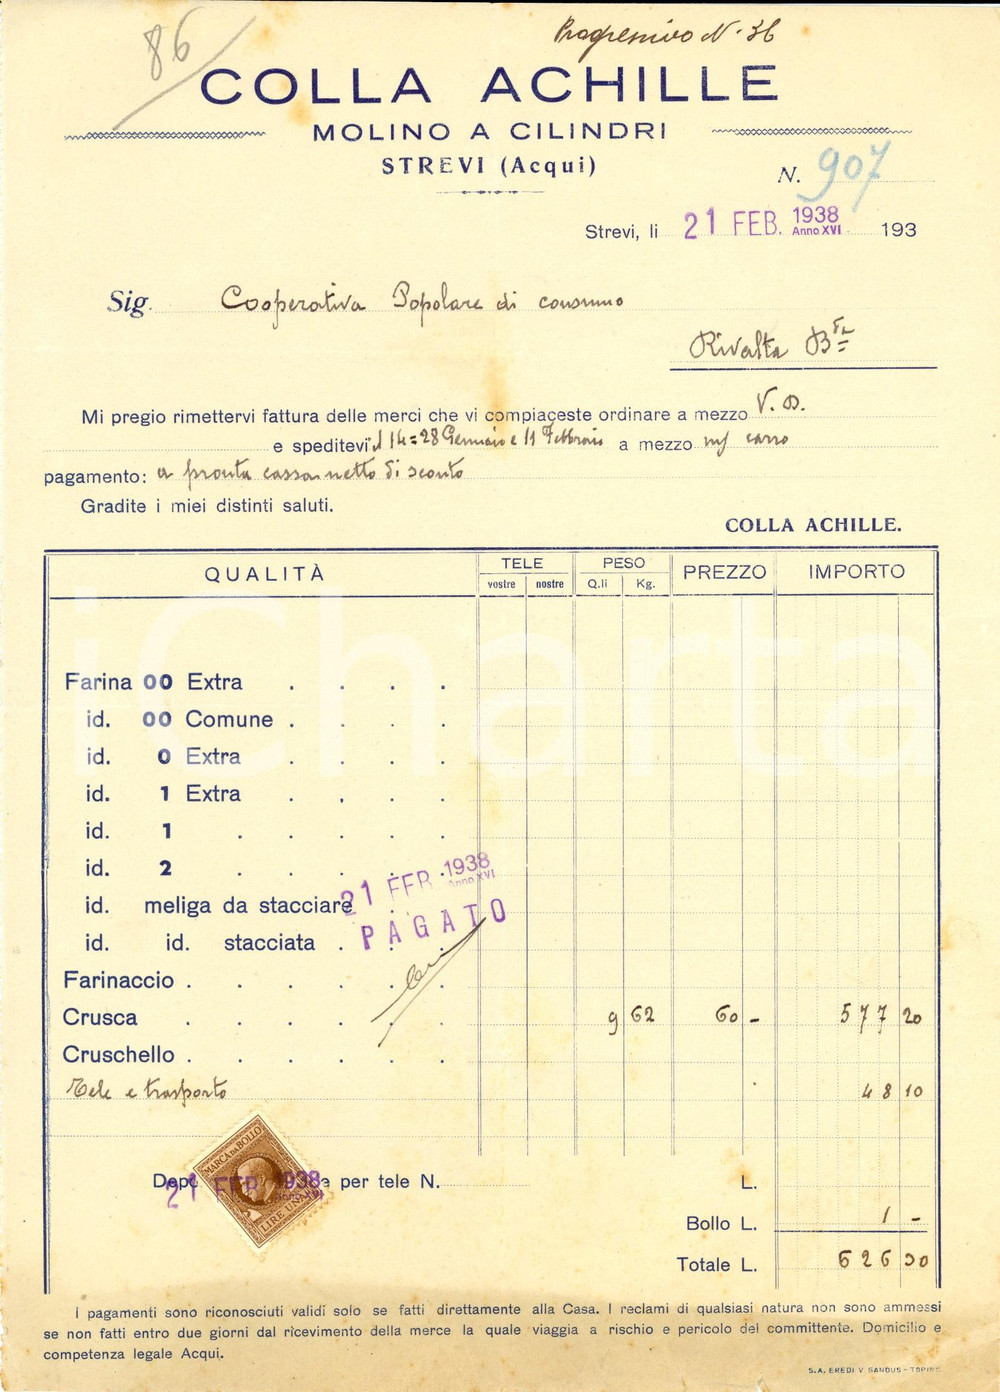 86
Progressivo N. 36
COLLA ACHILLE
MOLINO A CILINDRI
STREVI (Acqui)
N. 907
Strevi, li 21 FEB. 1938 Anno XVI 193
Sig. Cooperativa Popolare di consumo
Rivalta B
Mi pregio rimettervi fattura delle merci che vi compiaceste ordinare a mezzo V. D.
e speditevi il 14=28 Gennaio e 11 Febbraio a mezzo m/ carro
pagamento: a pronta cassa netto di sconto
Gradite i miei distinti saluti.
COLLA ACHILLE.
QUALITÀ TELE PESO PREZZO IMPORTO
vostre nostre Q.li Kg.
iCharta
Farina 00 Extra . . . .
id. 00 Comune . . . .
id. 0 Extra . . . .
id. 1 Extra . . . .
id. 1 . . . . .
id. 2 . . . . .
21 FEB. 1938 Anno XVI
id. meliga da stacciare
PAGATO
id. id. stacciata . . .
Farinaccio . . . . . .
Crusca . . . . . . 9 62 60 - 577 20
Cruschello . . . . . .
Tele e trasporto 48 10
MARCA DA BOLLO
Depo per tele N. L.
21 FEB. 1938 Anno XVI
LIRE UNA
Bollo L. 1 -
Totale L. 626 30
I pagamenti sono riconosciuti validi solo se fatti direttamente alla Casa. I reclami di qualsiasi natura non sono ammessi
se non fatti entro due giorni dal ricevimento della merce la quale viaggia a rischio e pericolo del committente. Domicilio e
competenza legale Acqui.
S.A. EREDI V. GANDUS - TORINO